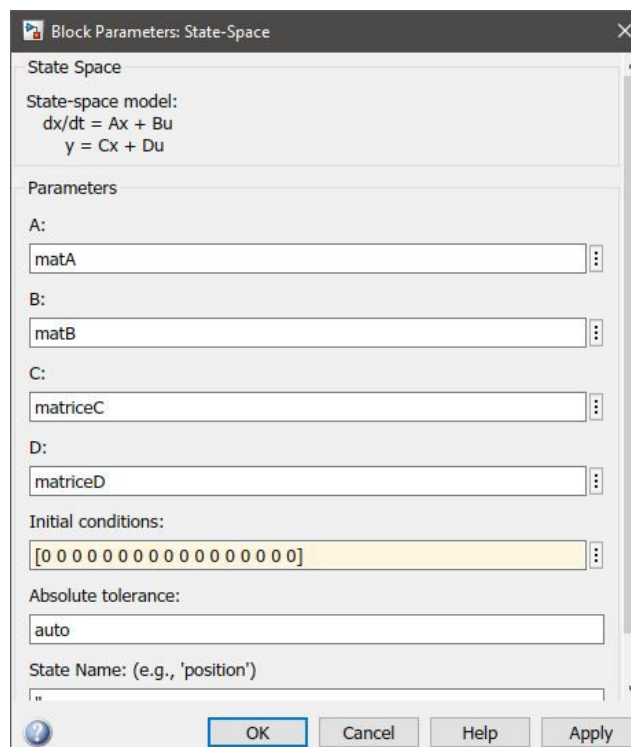 Block Parameters: State-Space
State Space
State-space model:
dx/dt = Ax + Bu
y = Cx + Du
Parameters
A:
matA
B:
matB
C:
matriceC
D:
matriceD
Initial conditions:
[0 0 0 0 0 0 0 0 0 0 0 0 0 0 0 0 0 0]
Absolute tolerance:
auto
State Name: (e.g., 'position')
''
OK Cancel Help Apply